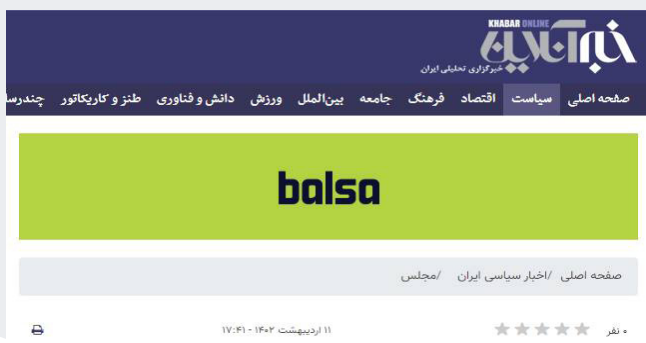 KHABAR ONLINE
خبرآنلاین
خبرگزاری تحلیلی ایران
صفحه اصلی سیاست اقتصاد فرهنگ جامعه بین‌الملل ورزش دانش و فناوری طنز و کاریکاتور چندرسا
balsa
صفحه اصلی /اخبار سیاسی ایران /مجلس
۰ نفر ۱۱ اردیبهشت ۱۴۰۲ - ۱۷:۴۱